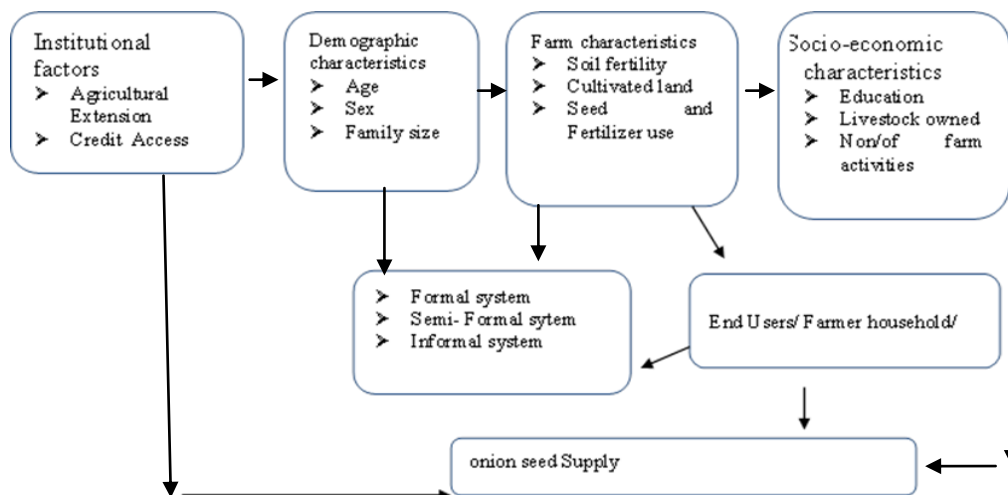 Institutional
factors
➤ Agricultural
Extension
➤ Credit Access
Demographic
characteristics
➤ Age
➤ Sex
➤ Family size
Farm characteristics
➤ Soil fertility
➤ Cultivated land
➤ Seed and
Fertilizer use
Socio-economic
characteristics
➤ Education
➤ Livestock owned
➤ Non/of farm
activities
➤ Formal system
➤ Semi- Formal sytem
➤ Informal system
End Users/ Farmer household/
onion seed Supply